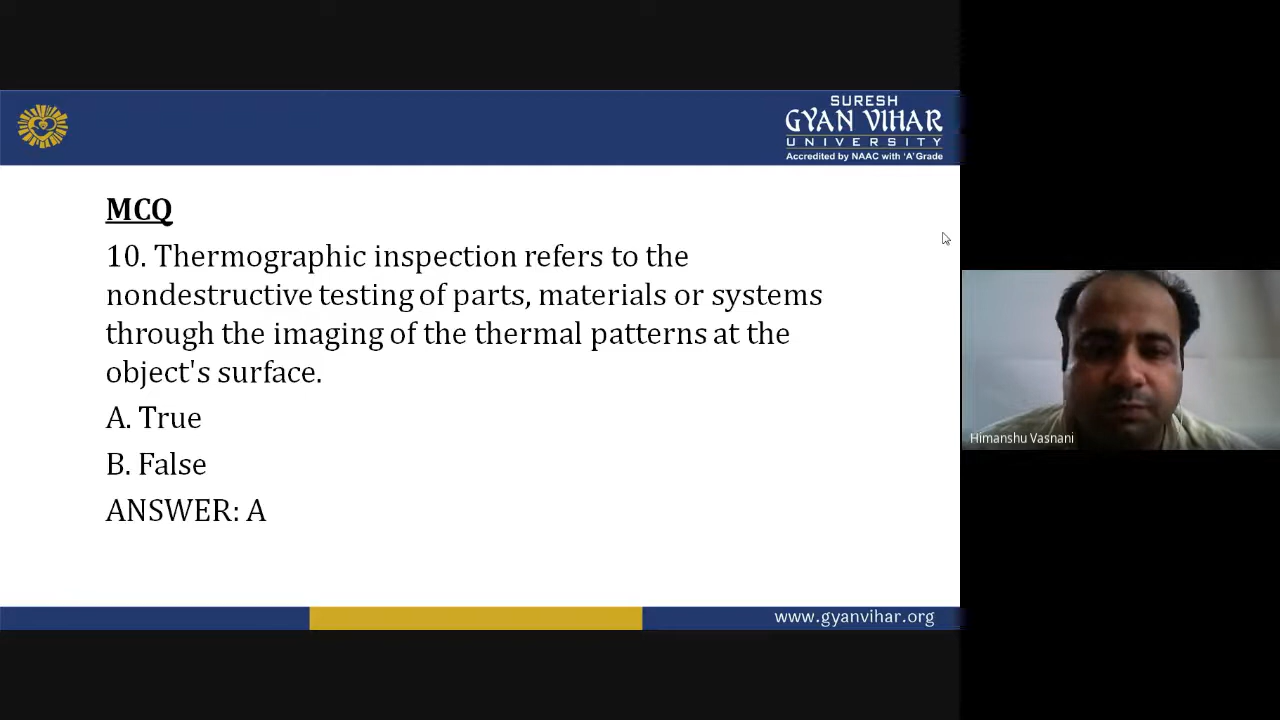 SURESH
GYAN VIHAR
UNIVERSITY
Accredited by NAAC with 'A' Grade
MCQ
10. Thermographic inspection refers to the
nondestructive testing of parts, materials or systems
through the imaging of the thermal patterns at the
object's surface.
A. True
B. False
ANSWER: A
Himanshu Vasnani
www.gyanvihar.org